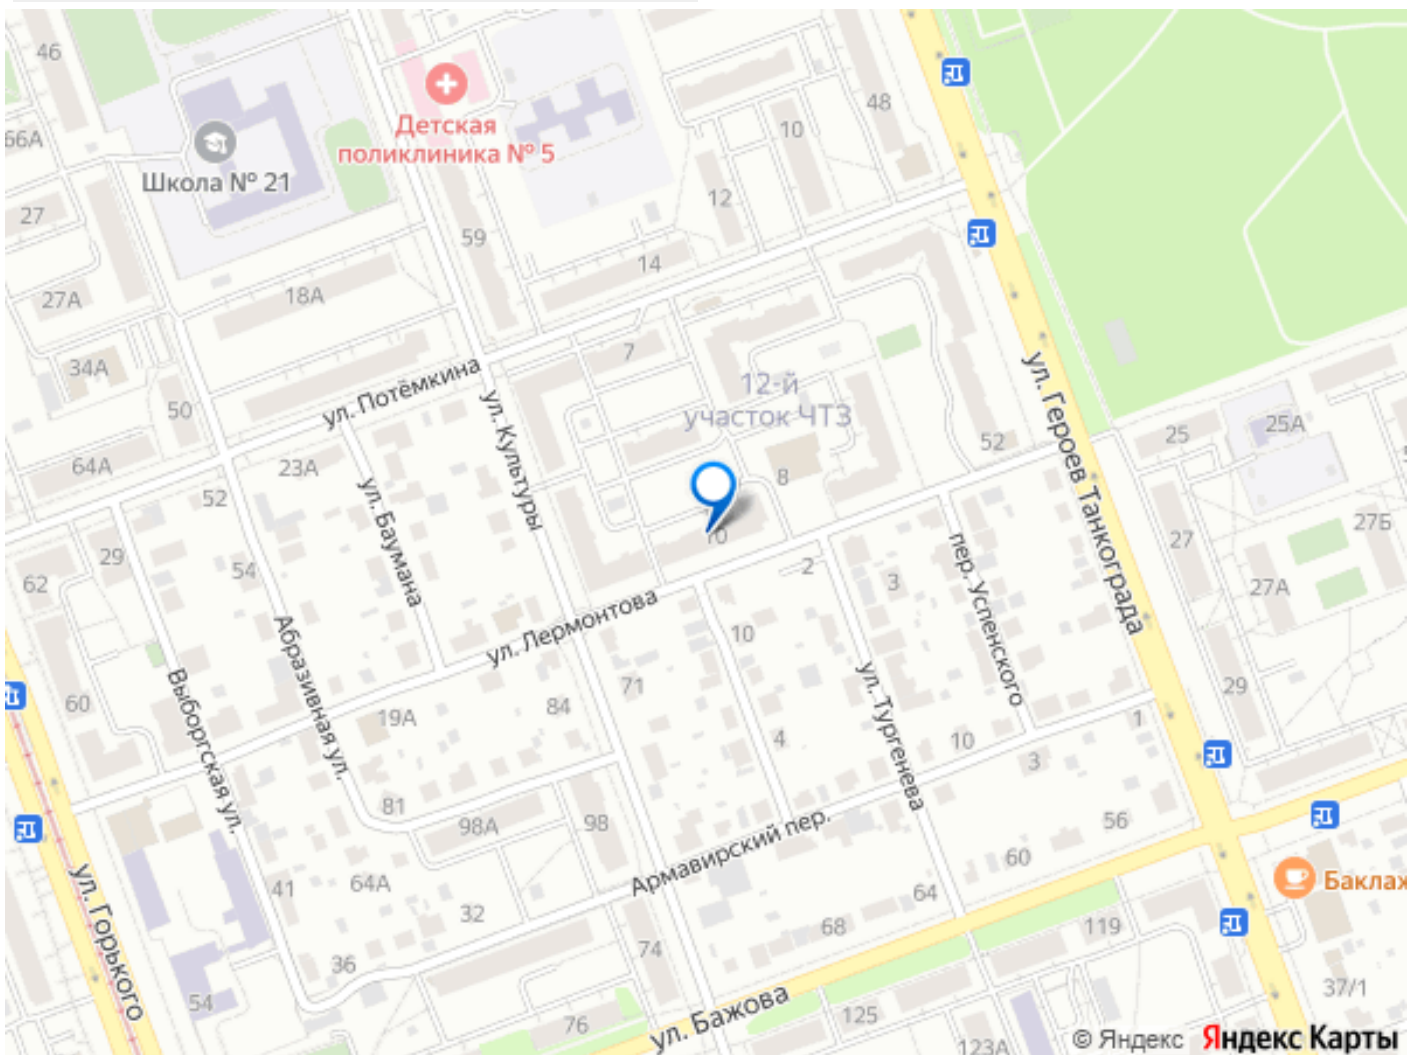 46
48
10
Детская
поликлиника № 5
66А
Школа № 21
12
27
59
14
27А
18А
7
34А
12-й
участок ЧТЗ
ул. Потёмкина
50
ул. Героев Танкограда
25А
25
52
64А
23А
ул. Культуры
8
52
ул. Баумана
27Б
10
27
29
пер. Успенского
54
62
2
3
27А
ул. Лермонтова
Абразивная ул.
10
Выборгская ул.
71
ул. Тургенева
29
60
84
19А
1
4
10
3
81
98А
98
56
Армавирский пер.
60
ул. Горького
41
64А
64
Баклаж
32
68
119
74
36
54
37/1
ул. Бажова
125
76
123А
© Яндекс Яндекс Карты